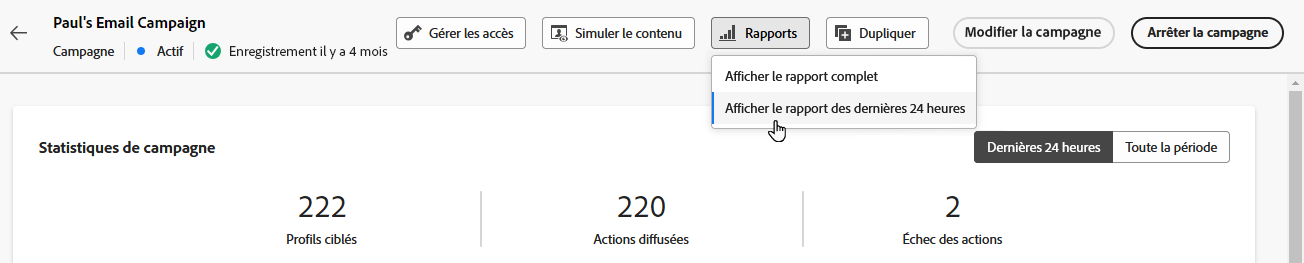 Paul's Email Campaign
Campagne Actif Enregistrement il y a 4 mois
Gérer les accès
Simuler le contenu
Rapports
Dupliquer
Modifier la campagne
Arrêter la campagne
Afficher le rapport complet
Afficher le rapport des dernières 24 heures
Statistiques de campagne
Dernières 24 heures
Toute la période
222
220
2
Profils ciblés
Actions diffusées
Échec des actions